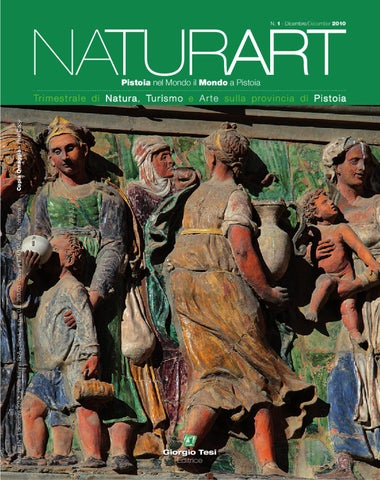 N. 1 - Dicembre/December 2010
NATURART
Pistoia nel Mondo il Mondo a Pistoia
Trimestrale di Natura, Turismo e Arte sulla provincia di Pistoia
Giorgio Tesi
Editrice